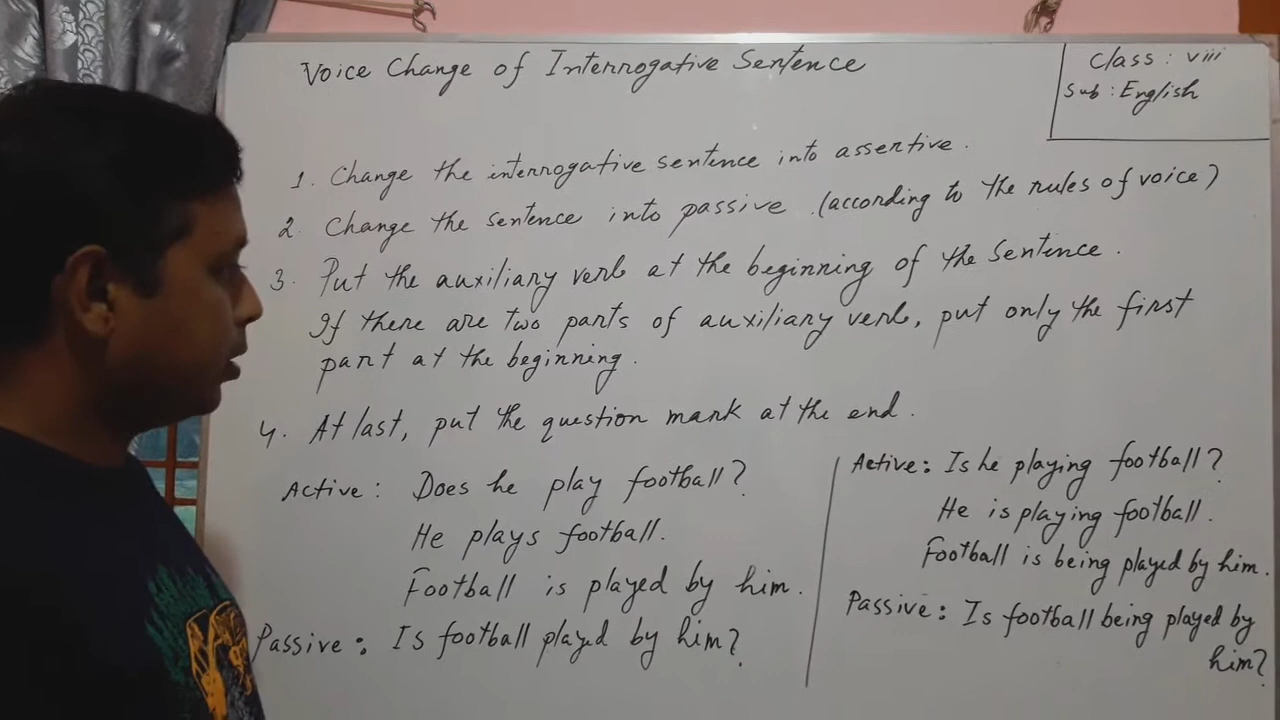 Voice Change of Interrogative Sentence
Class : viii
Sub : English
1. Change the interrogative sentence into assertive.
2. Change the sentence into passive. (according to the rules of voice)
3. Put the auxiliary verb at the beginning of the sentence.
If there are two parts of auxiliary verb, put only the first
part at the beginning.
4. At last, put the question mark at the end.
Active : Does he play football?
He plays football.
Football is played by him.
Passive : Is football played by him?
Active : Is he playing football?
He is playing football.
Football is being played by him.
Passive : Is football being played by
him?